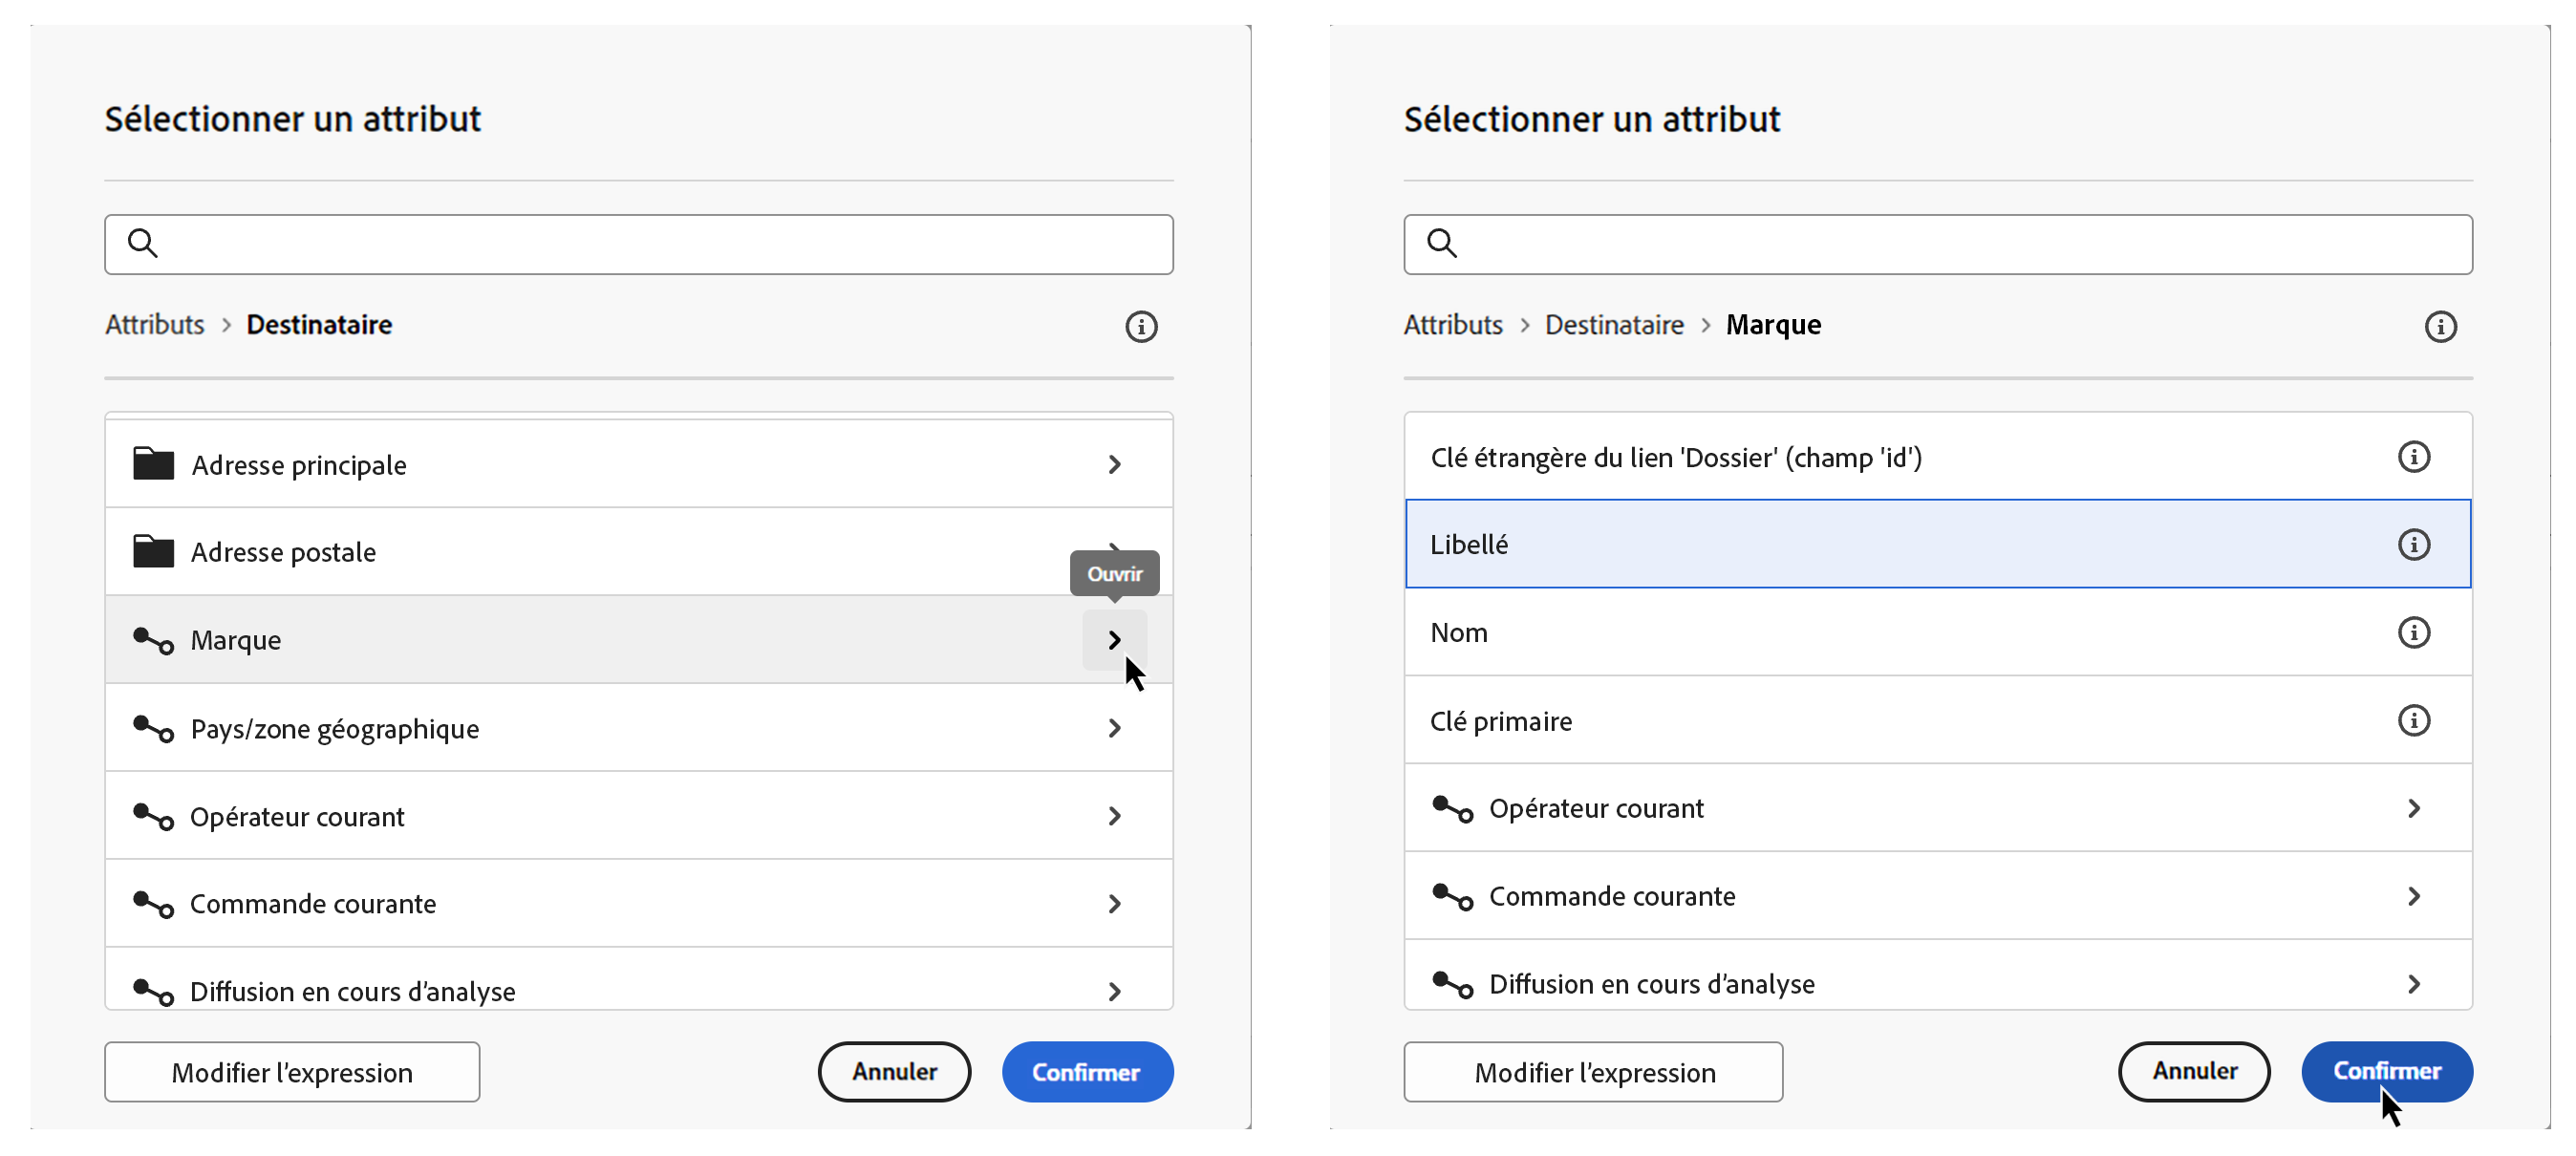 Sélectionner un attribut
Attributs > Destinataire
Adresse principale
Adresse postale
Ouvrir
Marque
Pays/zone géographique
Opérateur courant
Commande courante
Diffusion en cours d’analyse
Modifier l’expression
Annuler
Confirmer
Sélectionner un attribut
Attributs > Destinataire > Marque
Clé étrangère du lien 'Dossier' (champ 'id')
Libellé
Nom
Clé primaire
Opérateur courant
Commande courante
Diffusion en cours d’analyse
Modifier l’expression
Annuler
Confirmer